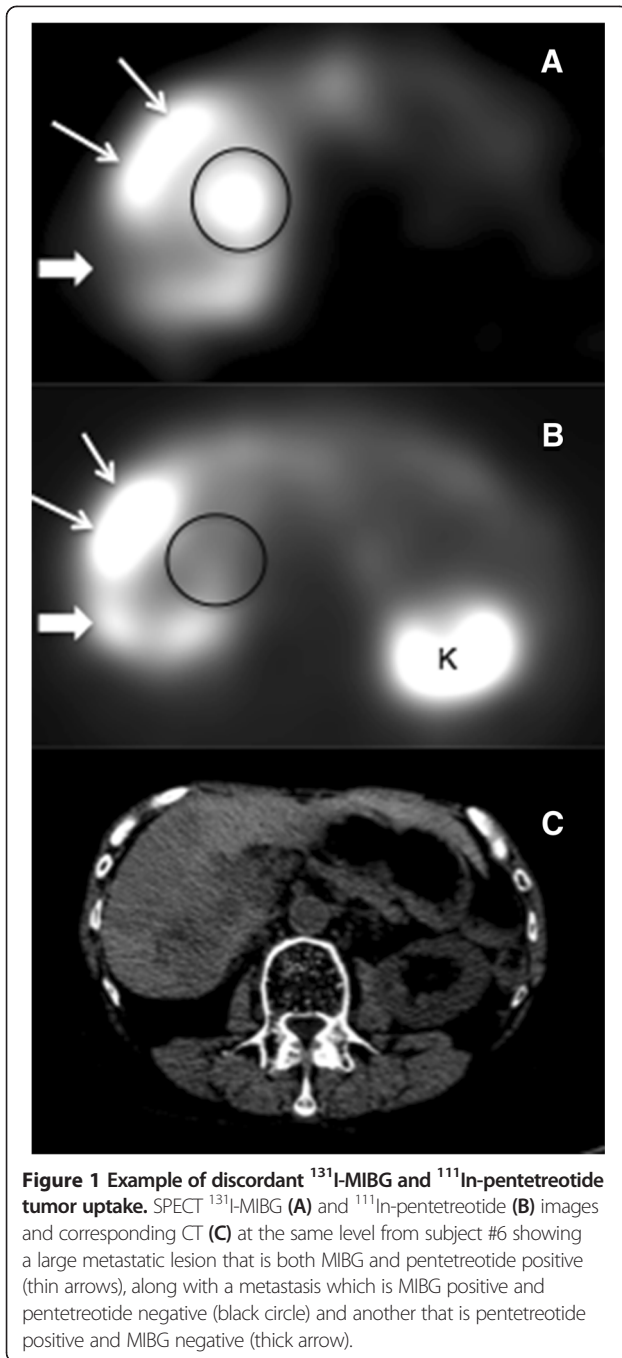 A
B
K
C
Figure 1 Example of discordant ¹³¹I-MIBG and ¹¹¹In-pentetreotide
tumor uptake. SPECT ¹³¹I-MIBG (A) and ¹¹¹In-pentetreotide (B) images
and corresponding CT (C) at the same level from subject #6 showing
a large metastatic lesion that is both MIBG and pentetreotide positive
(thin arrows), along with a metastasis which is MIBG positive and
pentetreotide negative (black circle) and another that is pentetreotide
positive and MIBG negative (thick arrow).